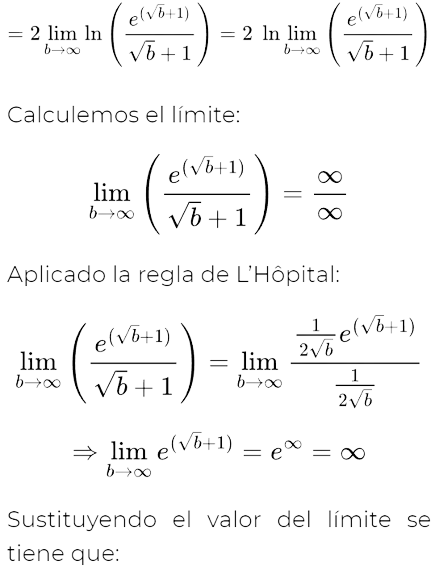 = 2 lim_{b→∞} ln ( e^{(√b+1)} / (√b + 1) ) = 2 ln lim_{b→∞} ( e^{(√b+1)} / (√b + 1) )
Calculemos el límite:
lim_{b→∞} ( e^{(√b+1)} / (√b + 1) ) = ∞/∞
Aplicado la regla de L'Hôpital:
lim_{b→∞} ( e^{(√b+1)} / (√b + 1) ) = lim_{b→∞} ( (1/(2√b)) e^{(√b+1)} ) / ( 1/(2√b) )
⇒ lim_{b→∞} e^{(√b+1)} = e^∞ = ∞
Sustituyendo el valor del límite se
tiene que: